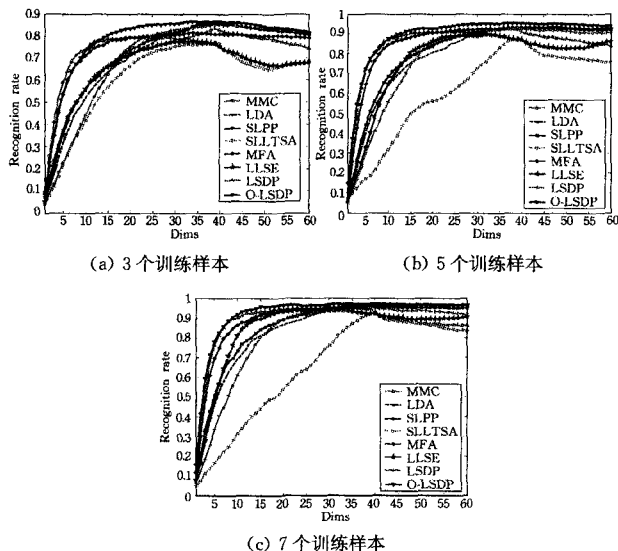 0.9
0.8
0.7
0.6
0.5
0.4
0.3
0.2
0.1
0
Recognition rate
5 10 15 20 25 30 35 40 45 50 55 60
Dims
MMC
LDA
SLPP
SLLTSA
MFA
LLSE
LSDP
O-LSDP
(a) 3个训练样本
1
0.9
0.8
0.7
0.6
0.5
0.4
0.3
0.2
0.1
0
Recognition rate
5 10 15 20 25 30 35 40 45 50 55 60
Dims
MMC
LDA
SLPP
SLLTSA
MFA
LLSE
LSDP
O-LSDP
(b) 5个训练样本
1
0.9
0.8
0.7
0.6
0.5
0.4
0.3
0.2
0.1
0
Recognition rate
5 10 15 20 25 30 35 40 45 50 55 60
Dims
MMC
LDA
SLPP
SLLTSA
MFA
LLSE
LSDP
O-LSDP
(c) 7个训练样本